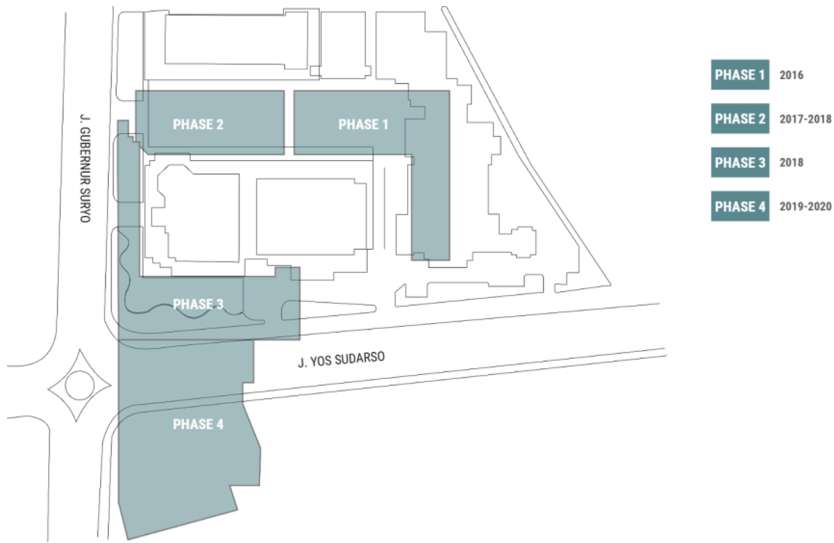 PHASE 2
PHASE 1
J. GUBERNUR SURYO
PHASE 3
J. YOS SUDARSO
PHASE 4
PHASE 1 2016
PHASE 2 2017-2018
PHASE 3 2018
PHASE 4 2019-2020